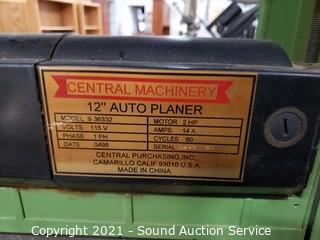 CENTRAL MACHINERY
12" AUTO PLANER
MODEL S 36332 MOTOR 2 HP
VOLTS 115 V AMPS 14 A
PHASE 1 PH CYCLES 60
DATE 0498 SERIAL
CENTRAL PURCHASING, INC.
CAMARILLO CALIF 93010 U.S.A.
MADE IN CHINA
Copyright 2021 - Sound Auction Service